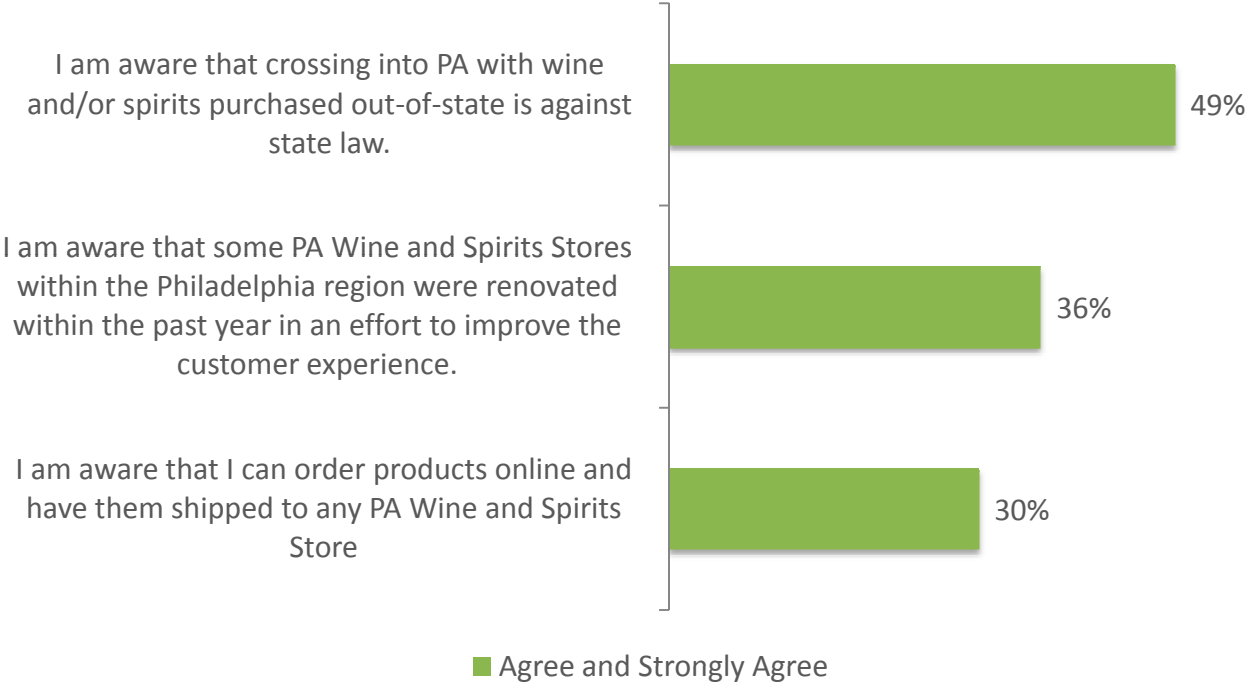 I am aware that crossing into PA with wine
and/or spirits purchased out-of-state is against
state law.
49%
I am aware that some PA Wine and Spirits Stores
within the Philadelphia region were renovated
within the past year in an effort to improve the
customer experience.
36%
I am aware that I can order products online and
have them shipped to any PA Wine and Spirits
Store
30%
Agree and Strongly Agree